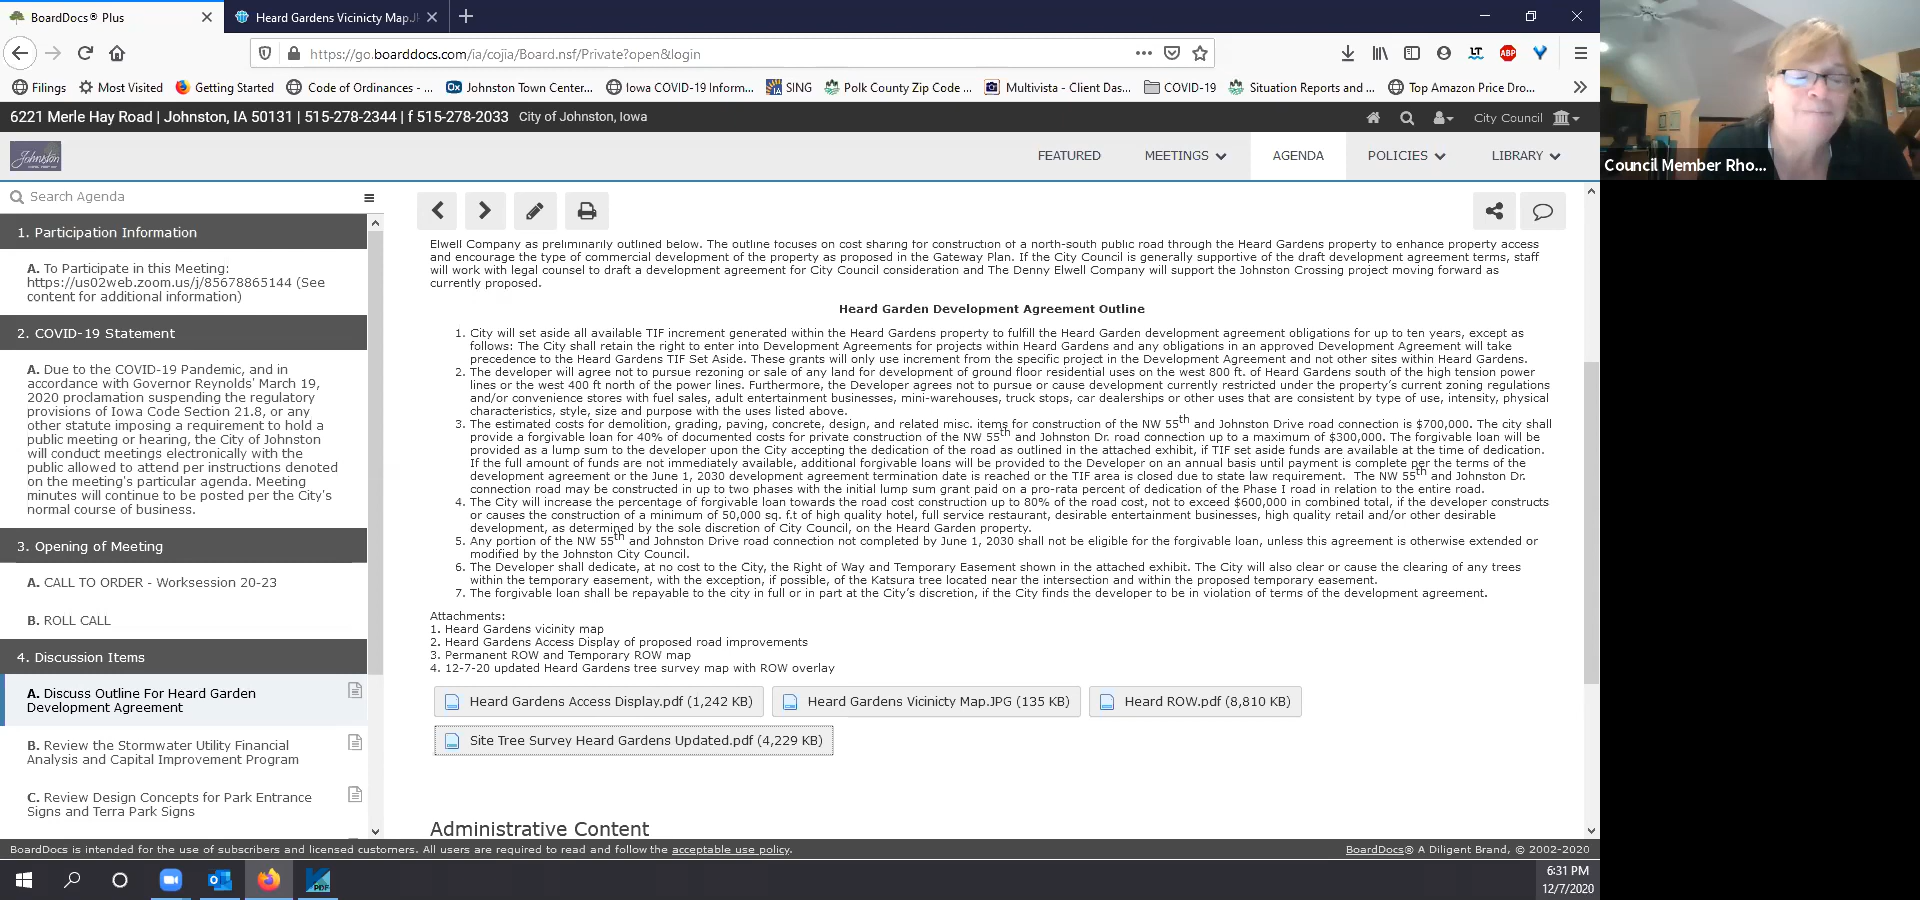 BoardDocs® Plus
Heard Gardens Vicinicty Map.J
https://go.boarddocs.com/ia/cojia/Board.nsf/Private?open&login
Filings
Most Visited
Getting Started
Code of Ordinances - ...
Johnston Town Center...
Iowa COVID-19 Inform...
SING
Polk County Zip Code ...
Multivista - Client Das...
COVID-19
Situation Reports and ...
Top Amazon Price Dro...
6221 Merle Hay Road | Johnston, IA 50131 | 515-278-2344 | f 515-278-2033 City of Johnston, Iowa
City Council
Johnston
FEATURED
MEETINGS
AGENDA
POLICIES
LIBRARY
Search Agenda
1. Participation Information
A. To Participate in this Meeting:
https://us02web.zoom.us/j/85678865144 (See
content for additional information)
2. COVID-19 Statement
A. Due to the COVID-19 Pandemic, and in
accordance with Governor Reynolds' March 19,
2020 proclamation suspending the regulatory
provisions of Iowa Code Section 21.8, or any
other statute imposing a requirement to hold a
public meeting or hearing, the City of Johnston
will conduct meetings electronically with the
public allowed to attend per instructions denoted
on the meeting's particular agenda. Meeting
minutes will continue to be posted per the City's
normal course of business.
3. Opening of Meeting
A. CALL TO ORDER - Worksession 20-23
B. ROLL CALL
4. Discussion Items
A. Discuss Outline For Heard Garden
Development Agreement
B. Review the Stormwater Utility Financial
Analysis and Capital Improvement Program
C. Review Design Concepts for Park Entrance
Signs and Terra Park Signs
Elwell Company as preliminarily outlined below. The outline focuses on cost sharing for construction of a north-south public road through the Heard Gardens property to enhance property access
and encourage the type of commercial development of the property as proposed in the Gateway Plan. If the City Council is generally supportive of the draft development agreement terms, staff
will work with legal counsel to draft a development agreement for City Council consideration and The Denny Elwell Company will support the Johnston Crossing project moving forward as
currently proposed.
Heard Garden Development Agreement Outline
1. City will set aside all available TIF increment generated within the Heard Gardens property to fulfill the Heard Garden development agreement obligations for up to ten years, except as
follows: The City shall retain the right to enter into Development Agreements for projects within Heard Gardens and any obligations in an approved Development Agreement will take
precedence to the Heard Gardens TIF Set Aside. These grants will only use increment from the specific project in the Development Agreement and not other sites within Heard Gardens.
2. The developer will agree not to pursue rezoning or sale of any land for development of ground floor residential uses on the west 800 ft. of Heard Gardens south of the high tension power
lines or the west 400 ft north of the power lines. Furthermore, the Developer agrees not to pursue or cause development currently restricted under the property's current zoning regulations
and/or convenience stores with fuel sales, adult entertainment businesses, mini-warehouses, truck stops, car dealerships or other uses that are consistent by type of use, intensity, physical
characteristics, style, size and purpose with the uses listed above.
3. The estimated costs for demolition, grading, paving, concrete, design, and related misc. items for construction of the NW 55th and Johnston Drive road connection is $700,000. The city shall
provide a forgivable loan for 40% of documented costs for private construction of the NW 55th and Johnston Dr. road connection up to a maximum of $300,000. The forgivable loan will be
provided as a lump sum to the developer upon the City accepting the dedication of the road as outlined in the attached exhibit, if TIF set aside funds are available at the time of dedication.
If the full amount of funds are not immediately available, additional forgivable loans will be provided to the Developer on an annual basis until payment is complete per the terms of the
development agreement or the June 1, 2030 development agreement termination date is reached or the TIF area is closed due to state law requirement. The NW 55th and Johnston Dr.
connection road may be constructed in up to two phases with the initial lump sum grant paid on a pro-rata percent of dedication of the Phase I road in relation to the entire road.
4. The City will increase the percentage of forgivable loan towards the road cost construction up to 80% of the road cost, not to exceed $600,000 in combined total, if the developer constructs
or causes the construction of a minimum of 50,000 sq. f.t of high quality hotel, full service restaurant, desirable entertainment businesses, high quality retail and/or other desirable
development, as determined by the sole discretion of City Council, on the Heard Garden property.
5. Any portion of the NW 55th and Johnston Drive road connection not completed by June 1, 2030 shall not be eligible for the forgivable loan, unless this agreement is otherwise extended or
modified by the Johnston City Council.
6. The Developer shall dedicate, at no cost to the City, the Right of Way and Temporary Easement shown in the attached exhibit. The City will also clear or cause the clearing of any trees
within the temporary easement, with the exception, if possible, of the Katsura tree located near the intersection and within the proposed temporary easement.
7. The forgivable loan shall be repayable to the city in full or in part at the City's discretion, if the City finds the developer to be in violation of terms of the development agreement.
Attachments:
1. Heard Gardens vicinity map
2. Heard Gardens Access Display of proposed road improvements
3. Permanent ROW and Temporary ROW map
4. 12-7-20 updated Heard Gardens tree survey map with ROW overlay
Heard Gardens Access Display.pdf (1,242 KB)
Heard Gardens Vicinicty Map.JPG (135 KB)
Heard ROW.pdf (8,810 KB)
Site Tree Survey Heard Gardens Updated.pdf (4,229 KB)
Administrative Content
BoardDocs is intended for the use of subscribers and licensed customers. All users are required to read and follow the acceptable use policy.
BoardDocs® A Diligent Brand, © 2002-2020
6:31 PM
12/7/2020
Council Member Rho...